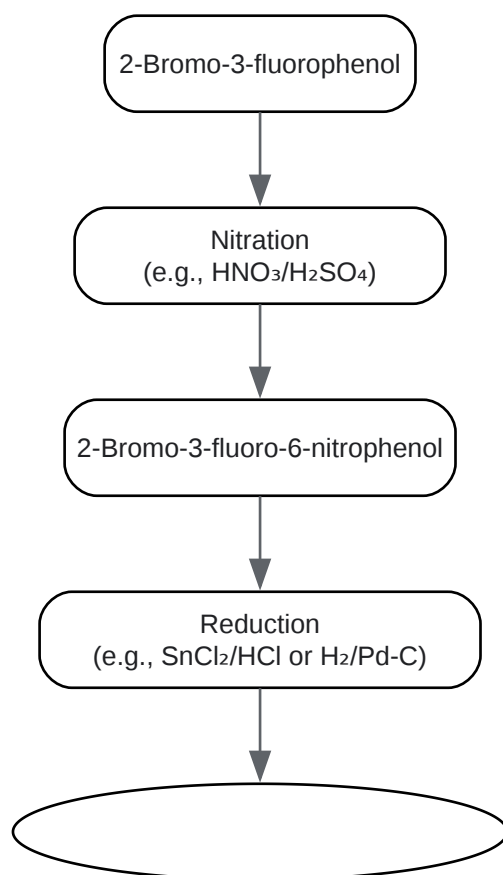 2-Bromo-3-fluorophenol
Nitration
(e.g., HNO₃/H₂SO₄)
2-Bromo-3-fluoro-6-nitrophenol
Reduction
(e.g., SnCl₂/HCl or H₂/Pd-C)